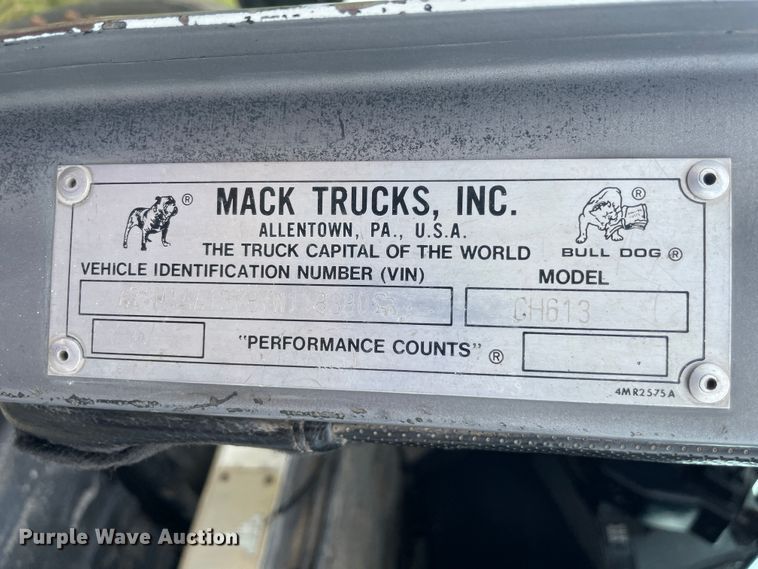 MACK TRUCKS, INC.
ALLENTOWN, PA., U.S.A.
THE TRUCK CAPITAL OF THE WORLD
®
®
BULL DOG ®
VEHICLE IDENTIFICATION NUMBER (VIN)
MODEL
CH613
"PERFORMANCE COUNTS" ®
4MR2575A
Purple Wave Auction